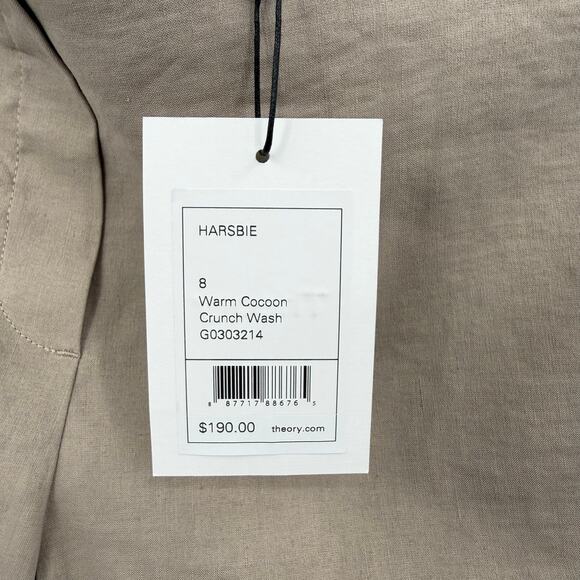 HARSBIE
8
Warm Cocoon
Crunch Wash
G0303214
8 87717 88676 5
$190.00 theory.com